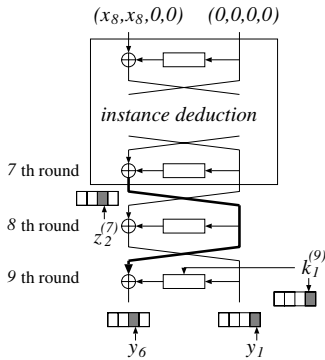 (x₈,x₈,0,0) (0,0,0,0)
instance deduction
7 th round
z₂⁽⁷⁾
8 th round
k₁⁽⁹⁾
9 th round
y₆ y₁